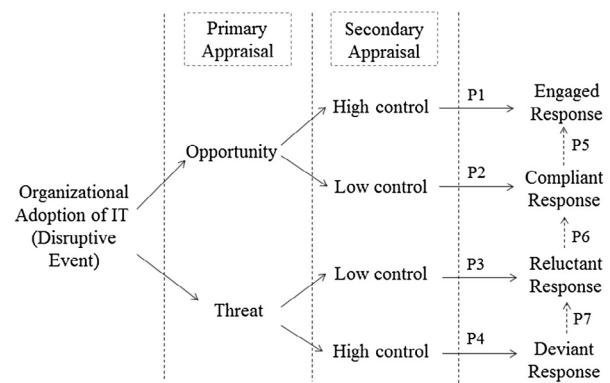 Primary
Appraisal
Secondary
Appraisal
Organizational
Adoption of IT
(Disruptive
Event)
Opportunity
Threat
High control
Low control
Low control
High control
P1
P2
P3
P4
Engaged
Response
P5
Compliant
Response
P6
Reluctant
Response
P7
Deviant
Response